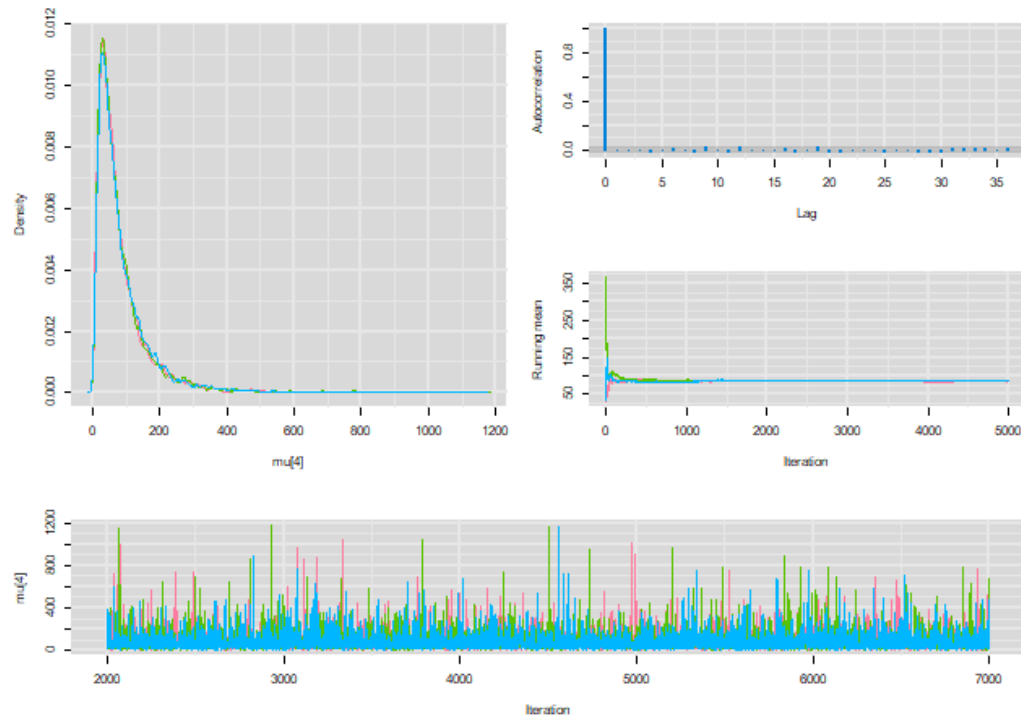 0.012
0.010
0.008
0.006
0.004
0.002
0.000
Density
0 200 400 600 800 1000 1200
mu[4]
0.8
0.4
0.0
Autocorrelation
0 5 10 15 20 25 30 35
Lag
350
250
150
50
Running mean
0 1000 2000 3000 4000 5000
Iteration
1200
800
400
0
mu[4]
2000 3000 4000 5000 6000 7000
Iteration